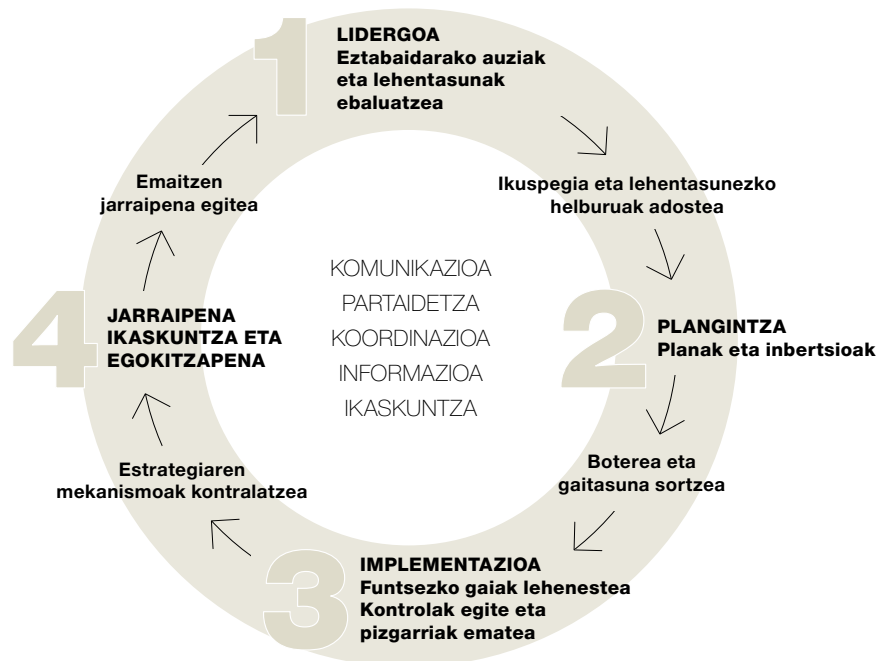 1
LIDERGOA
Eztabaidarako auziak
eta lehentasunak
ebaluatzea
Ikuspegia eta lehentasunezko
helburuak adostea
2
PLANGINTZA
Planak eta inbertsioak
Boterea eta
gaitasuna sortzea
3
IMPLEMENTAZIOA
Funtsezko gaiak lehenestea
Kontrolak egite eta
pizgarriak ematea
Estrategiaren
mekanismoak kontralatzea
4
JARRAIPENA
IKASKUNTZA ETA
EGOKITZAPENA
Emaitzen
jarraipena egitea
KOMUNIKAZIOA
PARTAIDETZA
KOORDINAZIOA
INFORMAZIOA
IKASKUNTZA